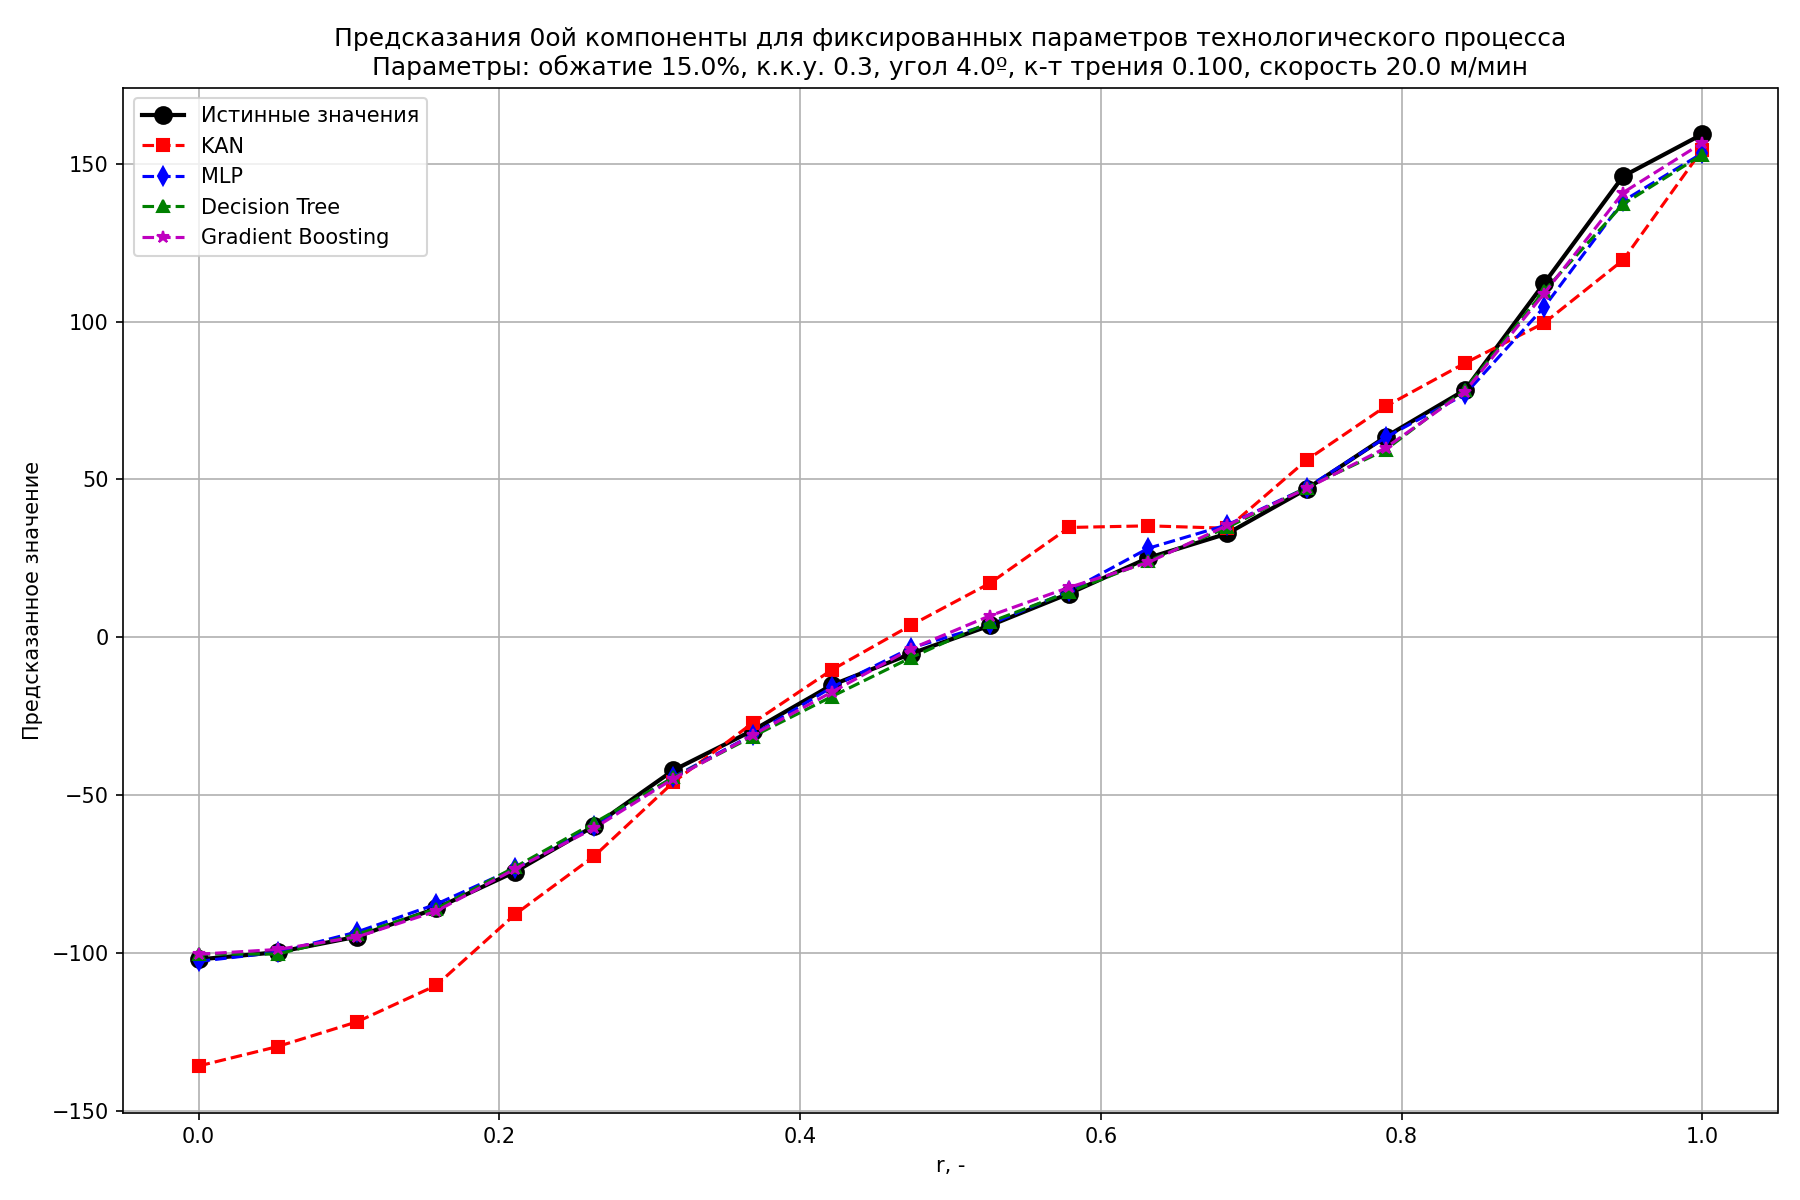 Предсказания 0ой компоненты для фиксированных параметров технологического процесса
Параметры: обжатие 15.0%, к.к.у. 0.3, угол 4.0º, к-т трения 0.100, скорость 20.0 м/мин
Истинные значения
KAN
MLP
Decision Tree
Gradient Boosting
Предсказанное значение
150
100
50
0
−50
−100
−150
0.0
0.2
0.4
0.6
0.8
1.0
r, -